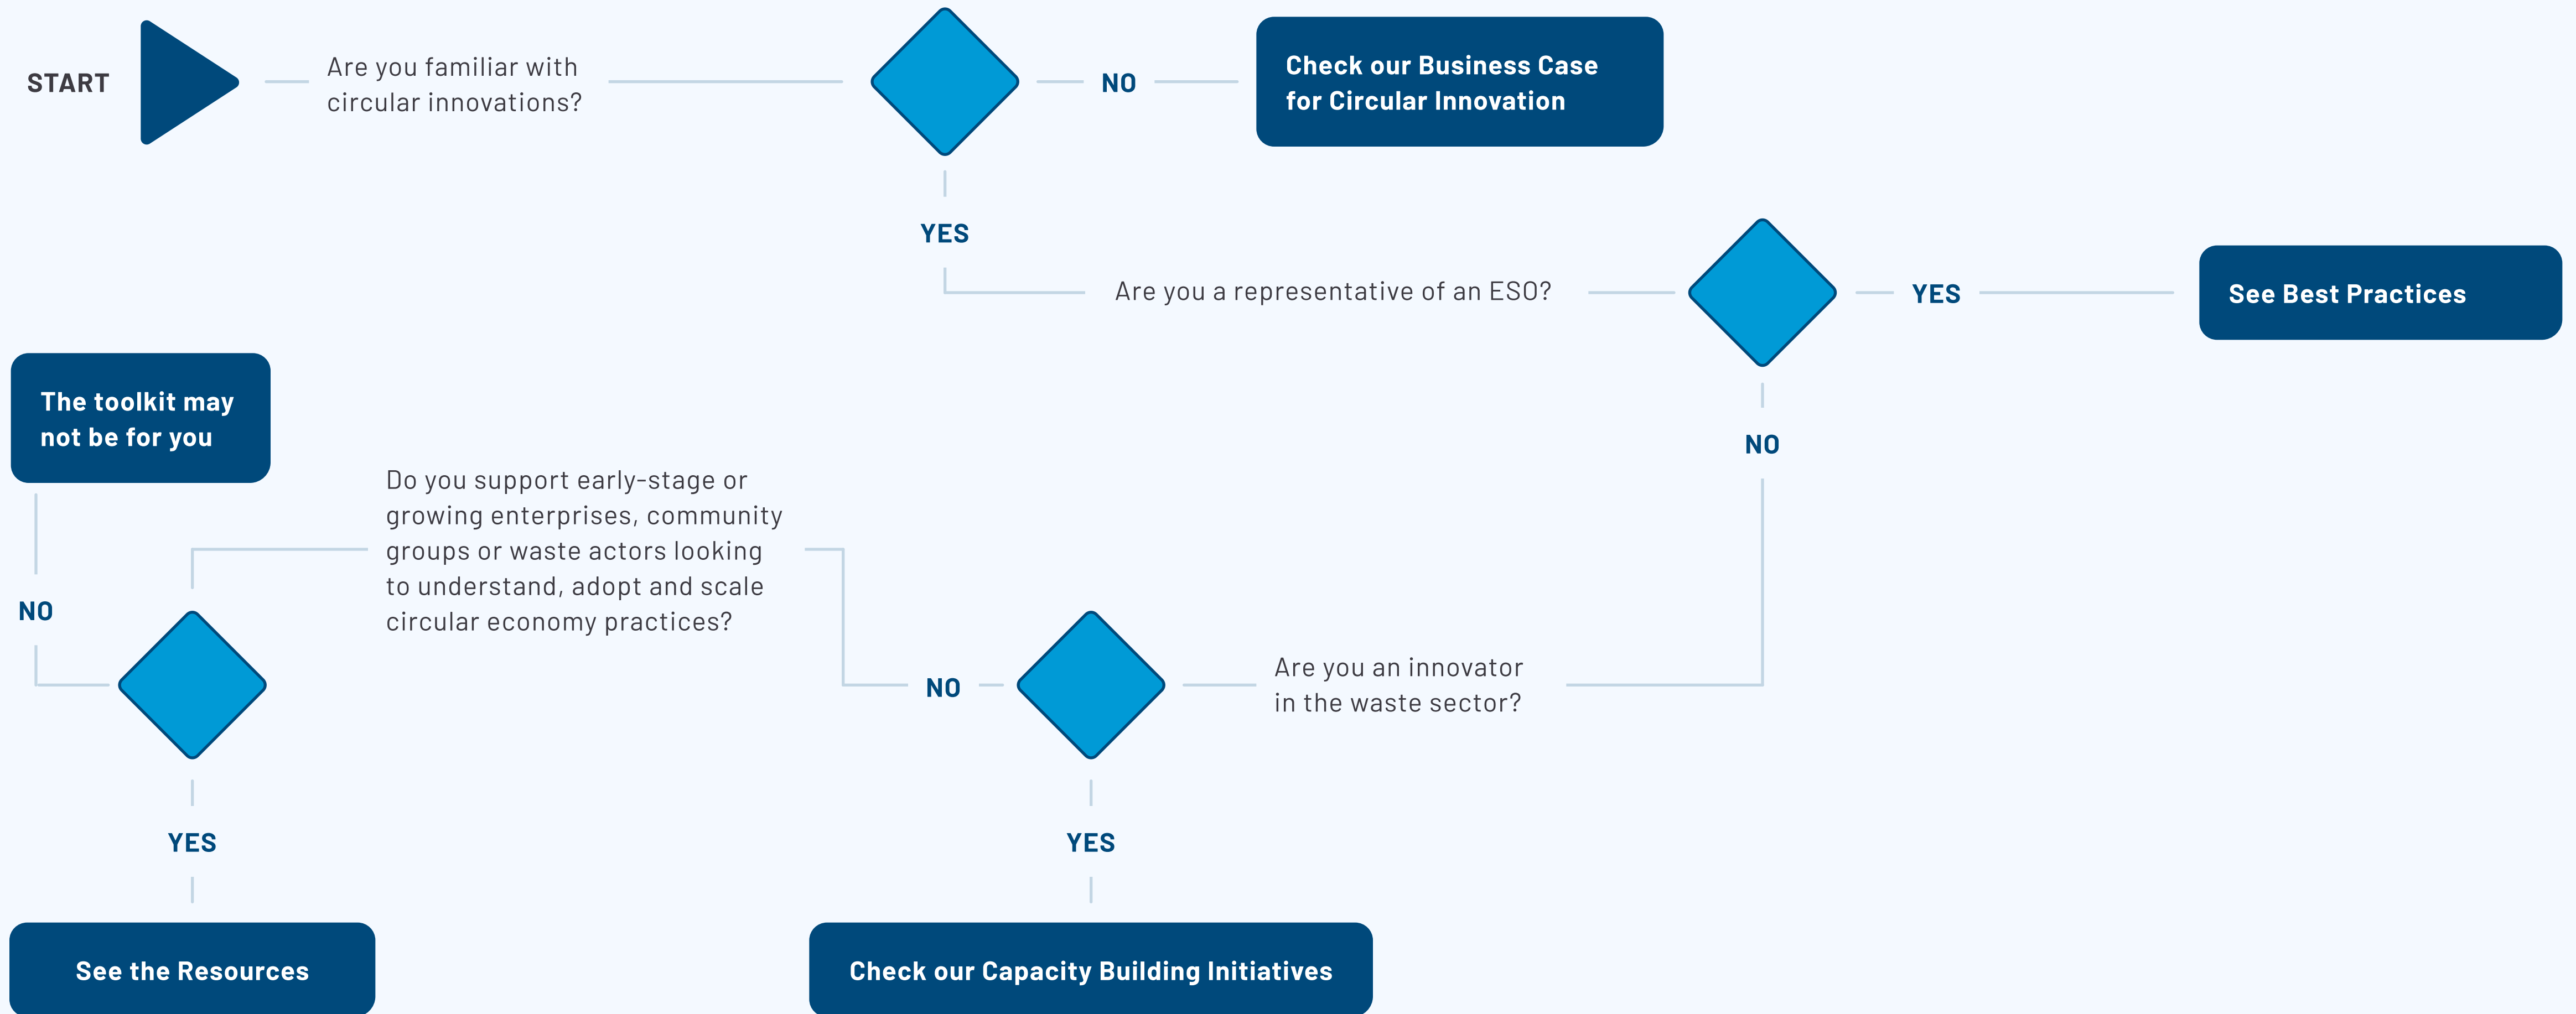 START
Are you familiar with
circular innovations?
NO
Check our Business Case
for Circular Innovation
YES
Are you a representative of an ESO?
YES
See Best Practices
NO
Are you an innovator
in the waste sector?
NO
YES
Check our Capacity Building Initiatives
Do you support early-stage or
growing enterprises, community
groups or waste actors looking
to understand, adopt and scale
circular economy practices?
NO
The toolkit may
not be for you
YES
See the Resources